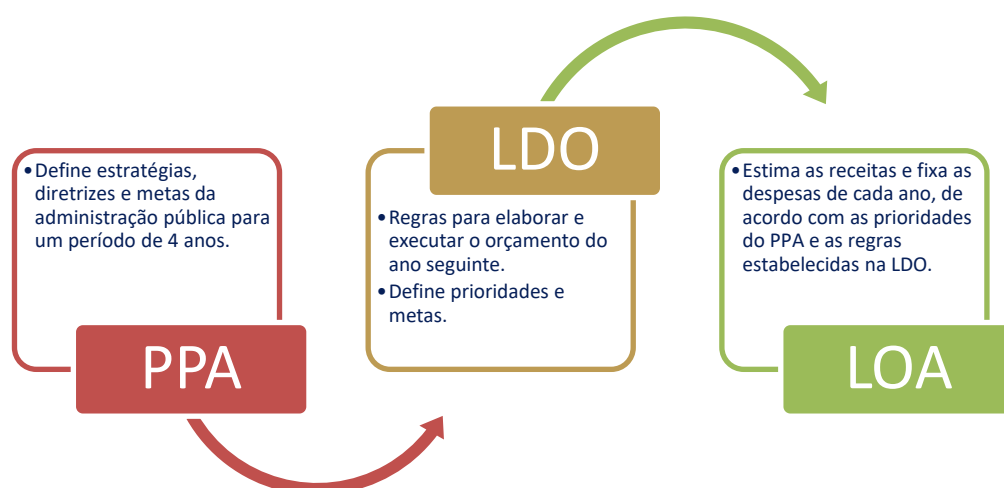 •Define estratégias,
diretrizes e metas da
administração pública para
um período de 4 anos.
PPA
LDO
•Regras para elaborar e
executar o orçamento do
ano seguinte.
•Define prioridades e
metas.
•Estima as receitas e fixa as
despesas de cada ano, de
acordo com as prioridades
do PPA e as regras
estabelecidas na LDO.
LOA